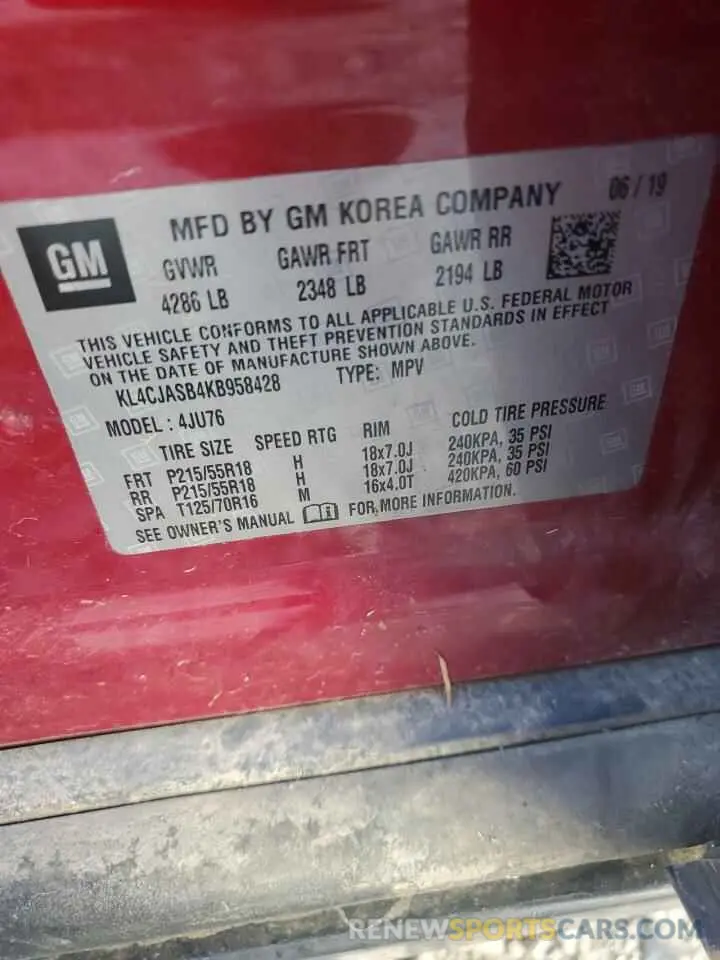 GM
MFD BY GM KOREA COMPANY 06 / 19
GVWR GAWR FRT GAWR RR
4286 LB 2348 LB 2194 LB
THIS VEHICLE CONFORMS TO ALL APPLICABLE U.S. FEDERAL MOTOR
VEHICLE SAFETY AND THEFT PREVENTION STANDARDS IN EFFECT
ON THE DATE OF MANUFACTURE SHOWN ABOVE.
KL4CJASB4KB958428 TYPE: MPV
MODEL: 4JU76
TIRE SIZE SPEED RTG RIM COLD TIRE PRESSURE
FRT P215/55R18 H 18x7.0J 240KPA, 35 PSI
RR P215/55R18 H 18x7.0J 240KPA, 35 PSI
SPA T125/70R16 M 16x4.0T 420KPA, 60 PSI
SEE OWNER'S MANUAL FOR MORE INFORMATION.
RENEWSPORTSCARS.COM